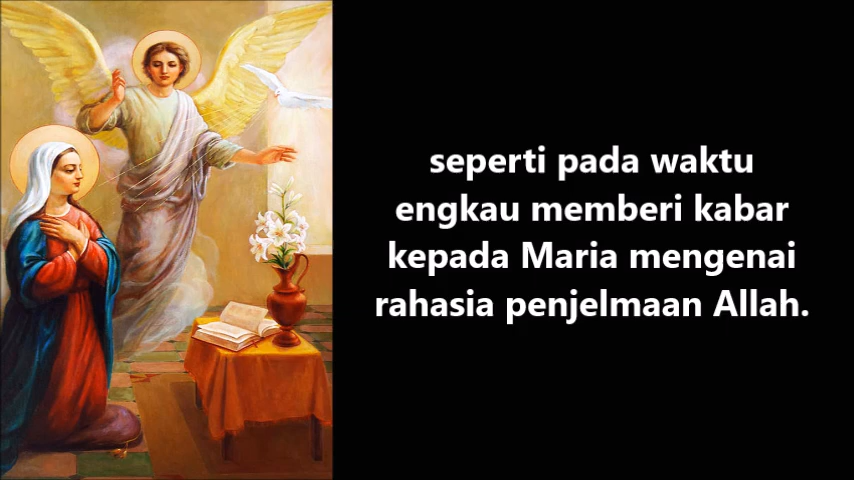 seperti pada waktu
engkau memberi kabar
kepada Maria mengenai
rahasia penjelmaan Allah.